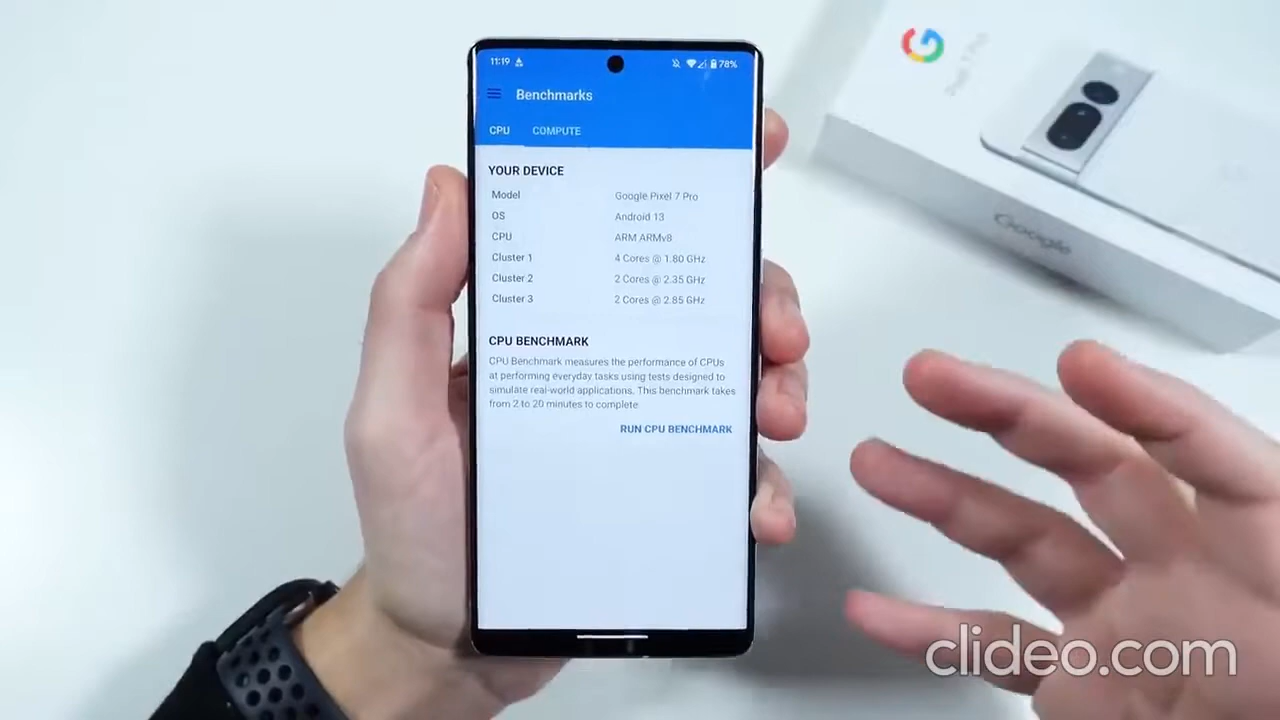 11:19 78%
Benchmarks
CPU COMPUTE
YOUR DEVICE
Model Google Pixel 7 Pro
OS Android 13
CPU ARM ARMv8
Cluster 1 4 Cores @ 1.80 GHz
Cluster 2 2 Cores @ 2.35 GHz
Cluster 3 2 Cores @ 2.85 GHz
CPU BENCHMARK
CPU Benchmark measures the performance of CPUs
at performing everyday tasks using tests designed to
simulate real-world applications. This benchmark takes
from 2 to 20 minutes to complete
RUN CPU BENCHMARK
G
Pixel 7 Pro
Google
clideo.com